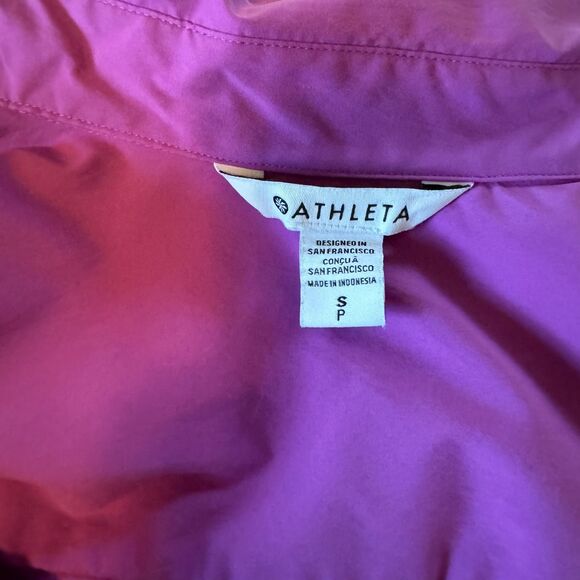 ATHLETA
DESIGNED IN
SAN FRANCISCO
CONÇU À
SAN FRANCISCO
MADE IN INDONESIA
S
P